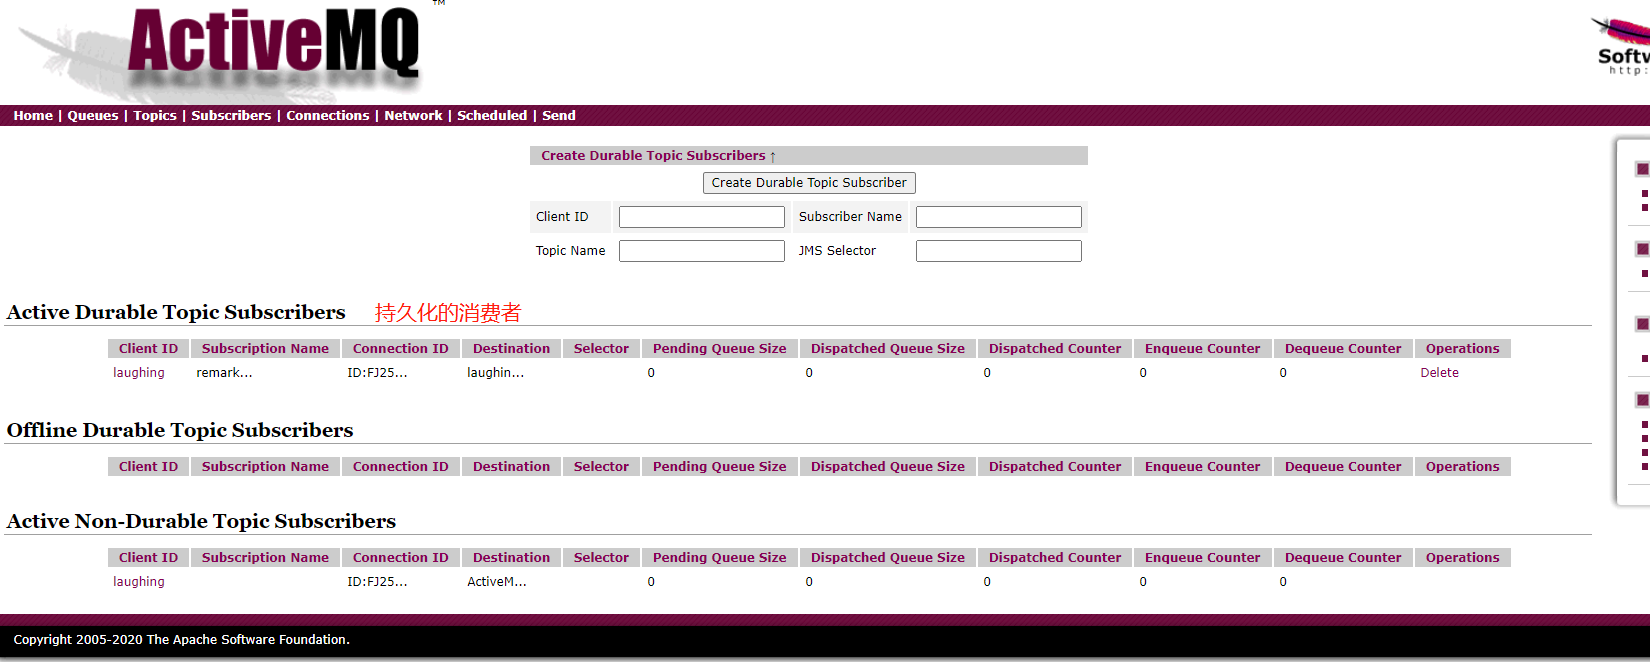 ActiveMQ™
Softw
http:
Home | Queues | Topics | Subscribers | Connections | Network | Scheduled | Send
Create Durable Topic Subscribers ↑
Create Durable Topic Subscriber
Client ID Subscriber Name
Topic Name JMS Selector
Active Durable Topic Subscribers 持久化的消费者
Client ID Subscription Name Connection ID Destination Selector Pending Queue Size Dispatched Queue Size Dispatched Counter Enqueue Counter Dequeue Counter Operations
laughing remark... ID:FJ25... laughin... 0 0 0 0 0 Delete
Offline Durable Topic Subscribers
Client ID Subscription Name Connection ID Destination Selector Pending Queue Size Dispatched Queue Size Dispatched Counter Enqueue Counter Dequeue Counter Operations
Active Non-Durable Topic Subscribers
Client ID Subscription Name Connection ID Destination Selector Pending Queue Size Dispatched Queue Size Dispatched Counter Enqueue Counter Dequeue Counter Operations
laughing ID:FJ25... ActiveM... 0 0 0 0 0
Copyright 2005-2020 The Apache Software Foundation.